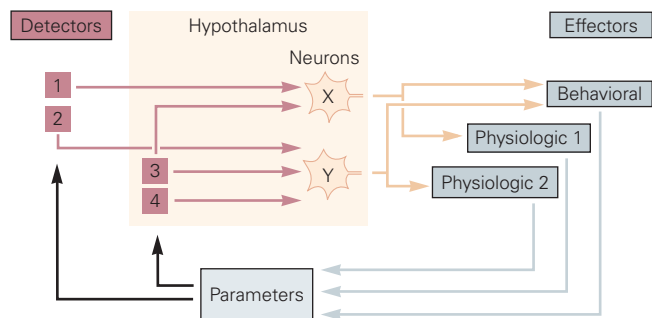 Detectors
Hypothalamus
Effectors
Neurons
1
X
Behavioral
2
Physiologic 1
3
Y
Physiologic 2
4
Parameters